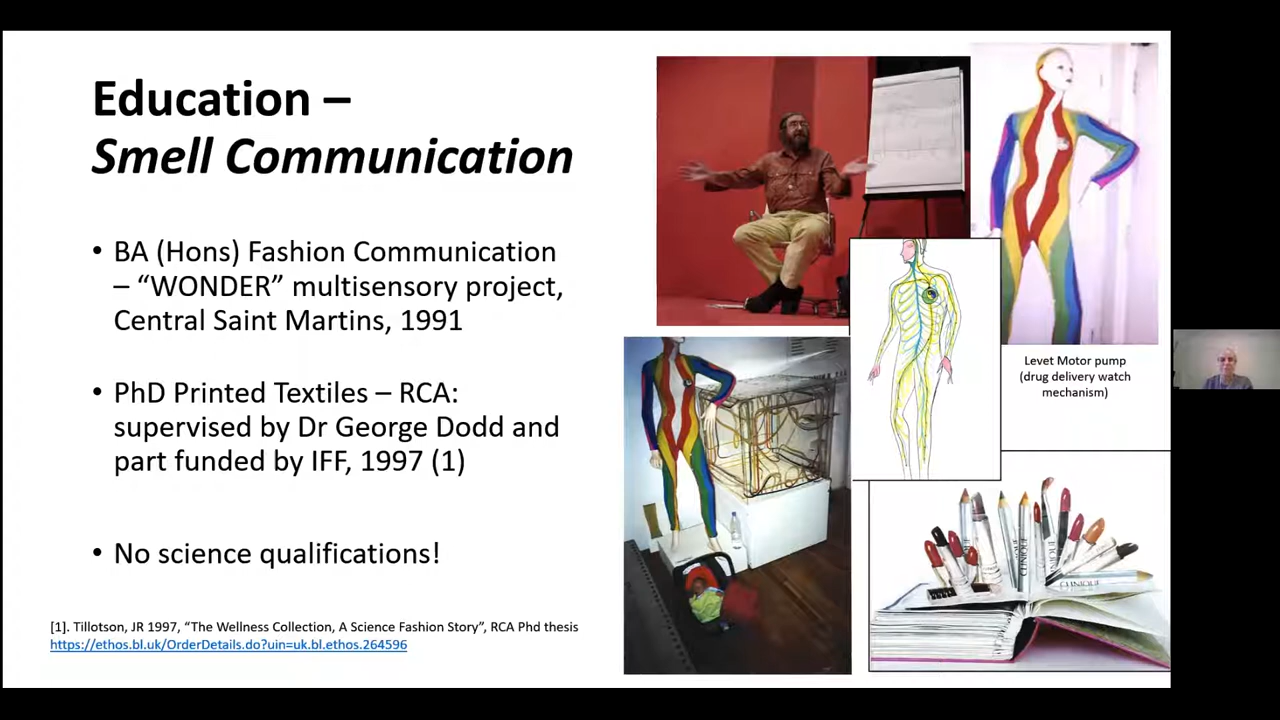 Education –
Smell Communication
• BA (Hons) Fashion Communication
– “WONDER” multisensory project,
Central Saint Martins, 1991
• PhD Printed Textiles – RCA:
supervised by Dr George Dodd and
part funded by IFF, 1997 (1)
• No science qualifications!
[1]. Tillotson, JR 1997, “The Wellness Collection, A Science Fashion Story”, RCA Phd thesis
https://ethos.bl.uk/OrderDetails.do?uin=uk.bl.ethos.264596
Levet Motor pump
(drug delivery watch
mechanism)
CLINIQUE
CLINIQUE